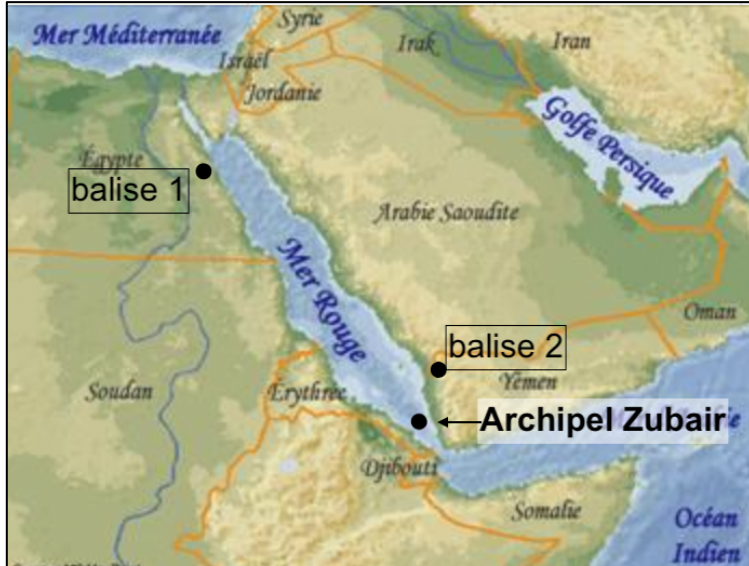 Mer Méditerranée
Syrie
Irak
Iran
Israël
Jordanie
Golfe Persique
Égypte
balise 1
Arabie Saoudite
Mer Rouge
Oman
balise 2
Yémen
Soudan
Érythrée
Archipel Zubair
Djibouti
Somalie
Océan
Indien